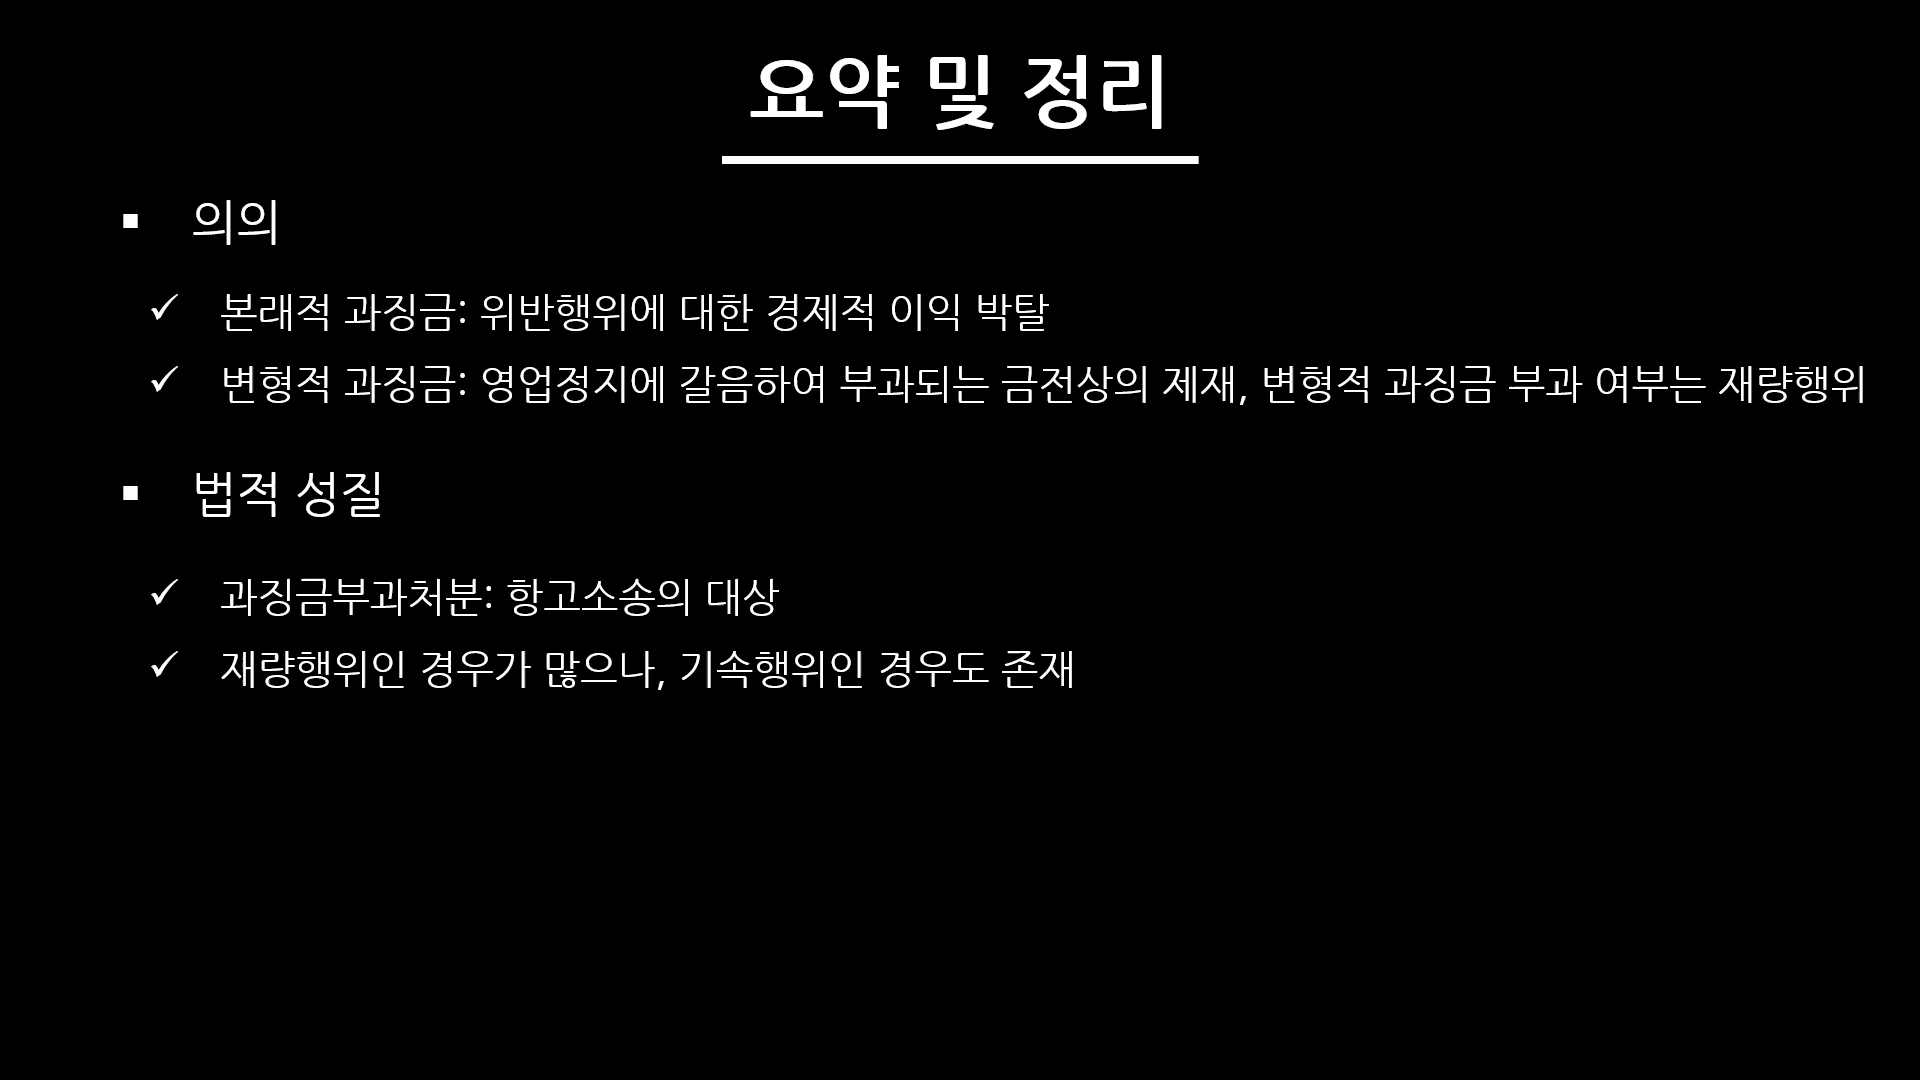 요약 및 정리
▪ 의의
✓ 본래적 과징금: 위반행위에 대한 경제적 이익 박탈
✓ 변형적 과징금: 영업정지에 갈음하여 부과되는 금전상의 제재, 변형적 과징금 부과 여부는 재량행위
▪ 법적 성질
✓ 과징금부과처분: 항고소송의 대상
✓ 재량행위인 경우가 많으나, 기속행위인 경우도 존재